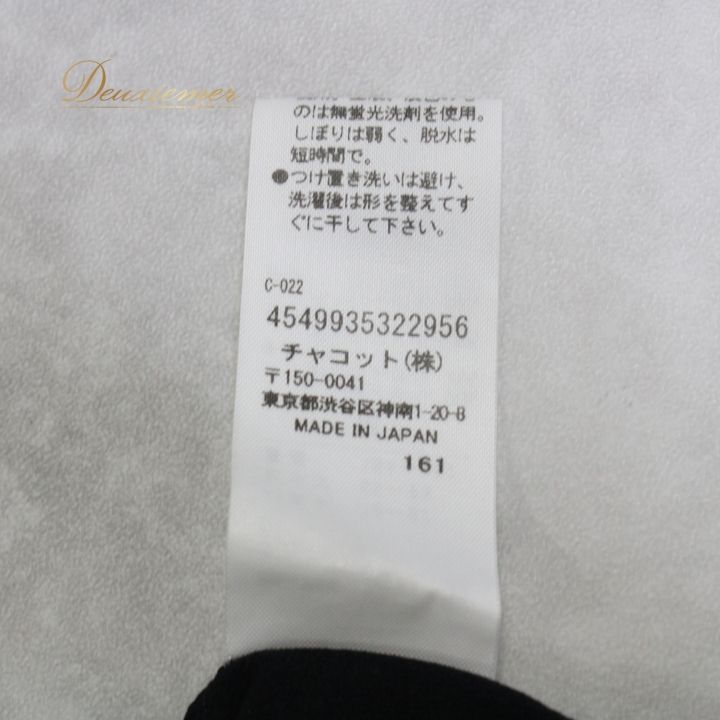 Deuxiemer
のは無蛍光洗剤を使用。
しぼりは弱く、脱水は
短時間で。
●つけ置き洗いは避け、
洗濯後は形を整えてす
ぐに干して下さい。
C-022
4549935322956
チャコット(株)
〒150-0041
東京都渋谷区神南1-20-8
MADE IN JAPAN
161